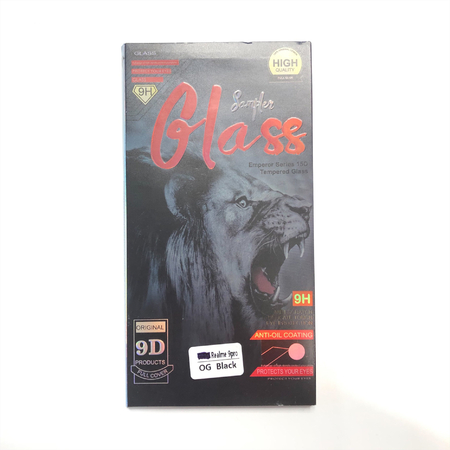 HIGH
QUALITY
9H
Sampler
Glass
Emperor Series 19D
Tempered Glass
9H
ORIGINAL
9D
PRODUCTS
FULL COVER
Realme 9pro
OG Black
ANTI-OIL COATING
PROTECTS YOUR EYES